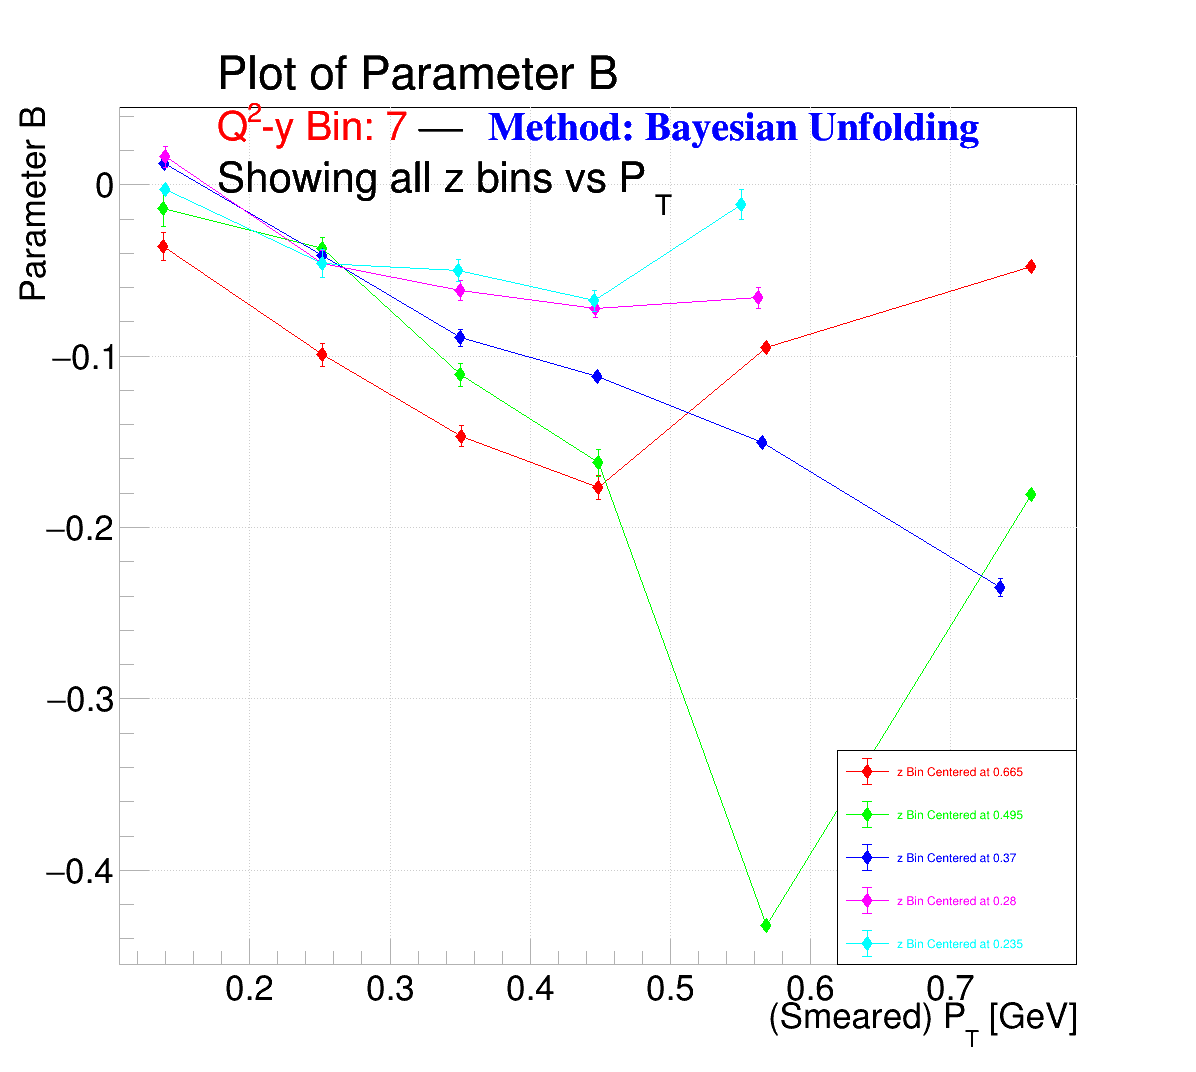 Plot of Parameter B
Q²-y Bin: 7 — Method: Bayesian Unfolding
Showing all z bins vs P_T
Parameter B
0
−0.1
−0.2
−0.3
−0.4
z Bin Centered at 0.665
z Bin Centered at 0.495
z Bin Centered at 0.37
z Bin Centered at 0.28
z Bin Centered at 0.235
0.2 0.3 0.4 0.5 0.6 0.7
(Smeared) P_T [GeV]